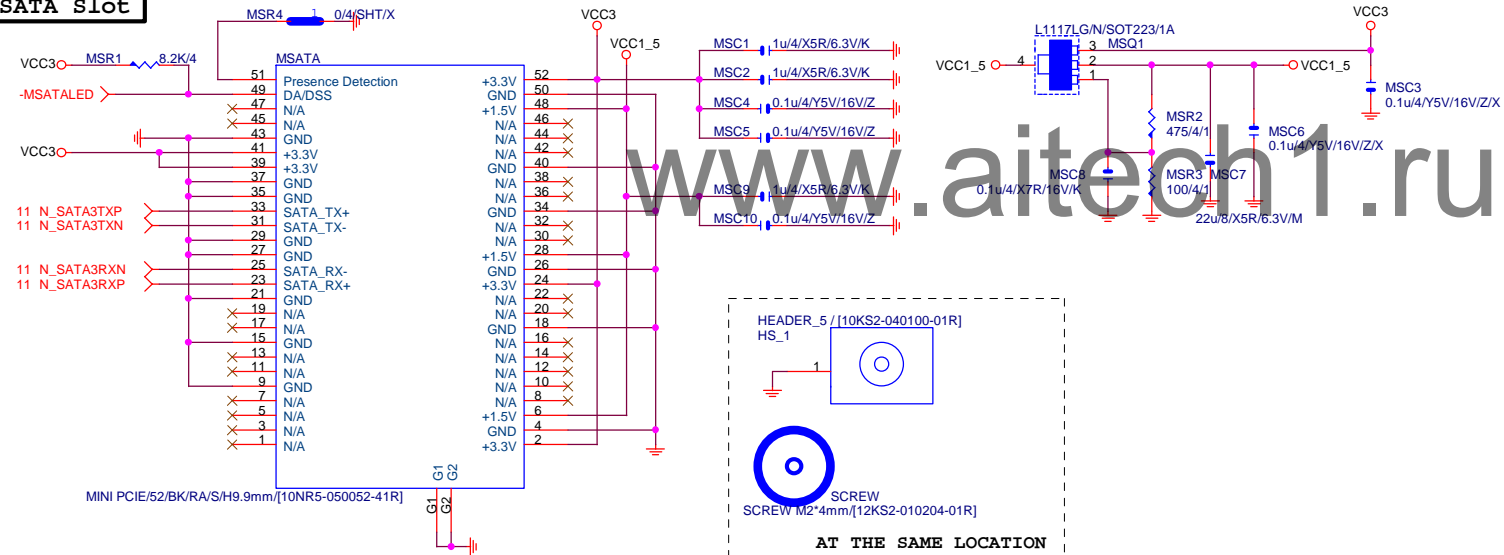 SATA Slot
MSR4 1 0/4/SHT/X
VCC3 MSR1 8.2K/4
-MSATALED
MSATA
51 Presence Detection +3.3V 52
49 DA/DSS GND 50
47 N/A +1.5V 48
45 N/A N/A 46
43 GND N/A 44
VCC3 41 +3.3V N/A 42
39 +3.3V GND 40
37 GND N/A 38
35 GND N/A 36
11 N_SATA3TXP 33 SATA_TX+ GND 34
11 N_SATA3TXN 31 SATA_TX- N/A 32
29 GND N/A 30
27 GND +1.5V 28
11 N_SATA3RXN 25 SATA_RX- GND 26
11 N_SATA3RXP 23 SATA_RX+ +3.3V 24
21 GND N/A 22
19 N/A N/A 20
17 N/A GND 18
15 GND N/A 16
13 N/A N/A 14
11 N/A N/A 12
9 GND N/A 10
7 N/A N/A 8
5 N/A +1.5V 6
3 N/A GND 4
1 N/A +3.3V 2
G1 G2
G1 G2
MINI PCIE/52/BK/RA/S/H9.9mm/[10NR5-050052-41R]
VCC3
VCC1_5
MSC1 1u/4/X5R/6.3V/K
MSC2 1u/4/X5R/6.3V/K
MSC4 0.1u/4/Y5V/16V/Z
MSC5 0.1u/4/Y5V/16V/Z
MSC9 1u/4/X5R/6.3V/K
MSC10 0.1u/4/Y5V/16V/Z
L1117LG/N/SOT223/1A
MSQ1
VCC1_5 4 3 2 1 VCC1_5
VCC3
MSC3
0.1u/4/Y5V/16V/Z/X
MSR2
475/4/1
MSC6
0.1u/4/Y5V/16V/Z/X
MSC8
0.1u/4/X7R/16V/K
MSR3
100/4/1
MSC7
22u/8/X5R/6.3V/M
www.aitech1.ru
HEADER_5 / [10KS2-040100-01R]
HS_1
1
SCREW
SCREW M2*4mm/[12KS2-010204-01R]
AT THE SAME LOCATION